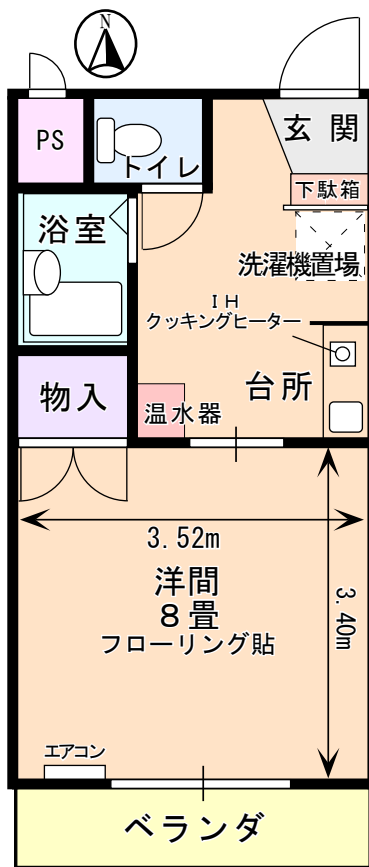 N
PS
トイレ
玄関
下駄箱
浴室
洗濯機置場
IH
クッキングヒーター
物入
温水器
台所
3.52m
洋間
8畳
フローリング貼
3.40m
エアコン
ベランダ